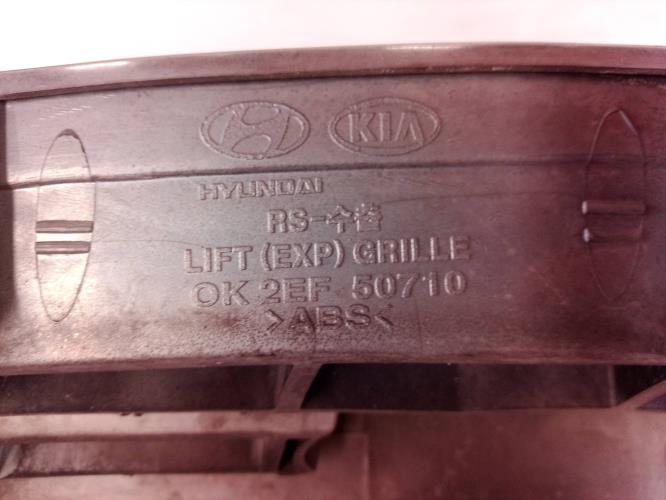 KIA
HYUNDAI
RS-수출
LIFT (EXP) GRILLE
OK 2EF 50710
>ABS<